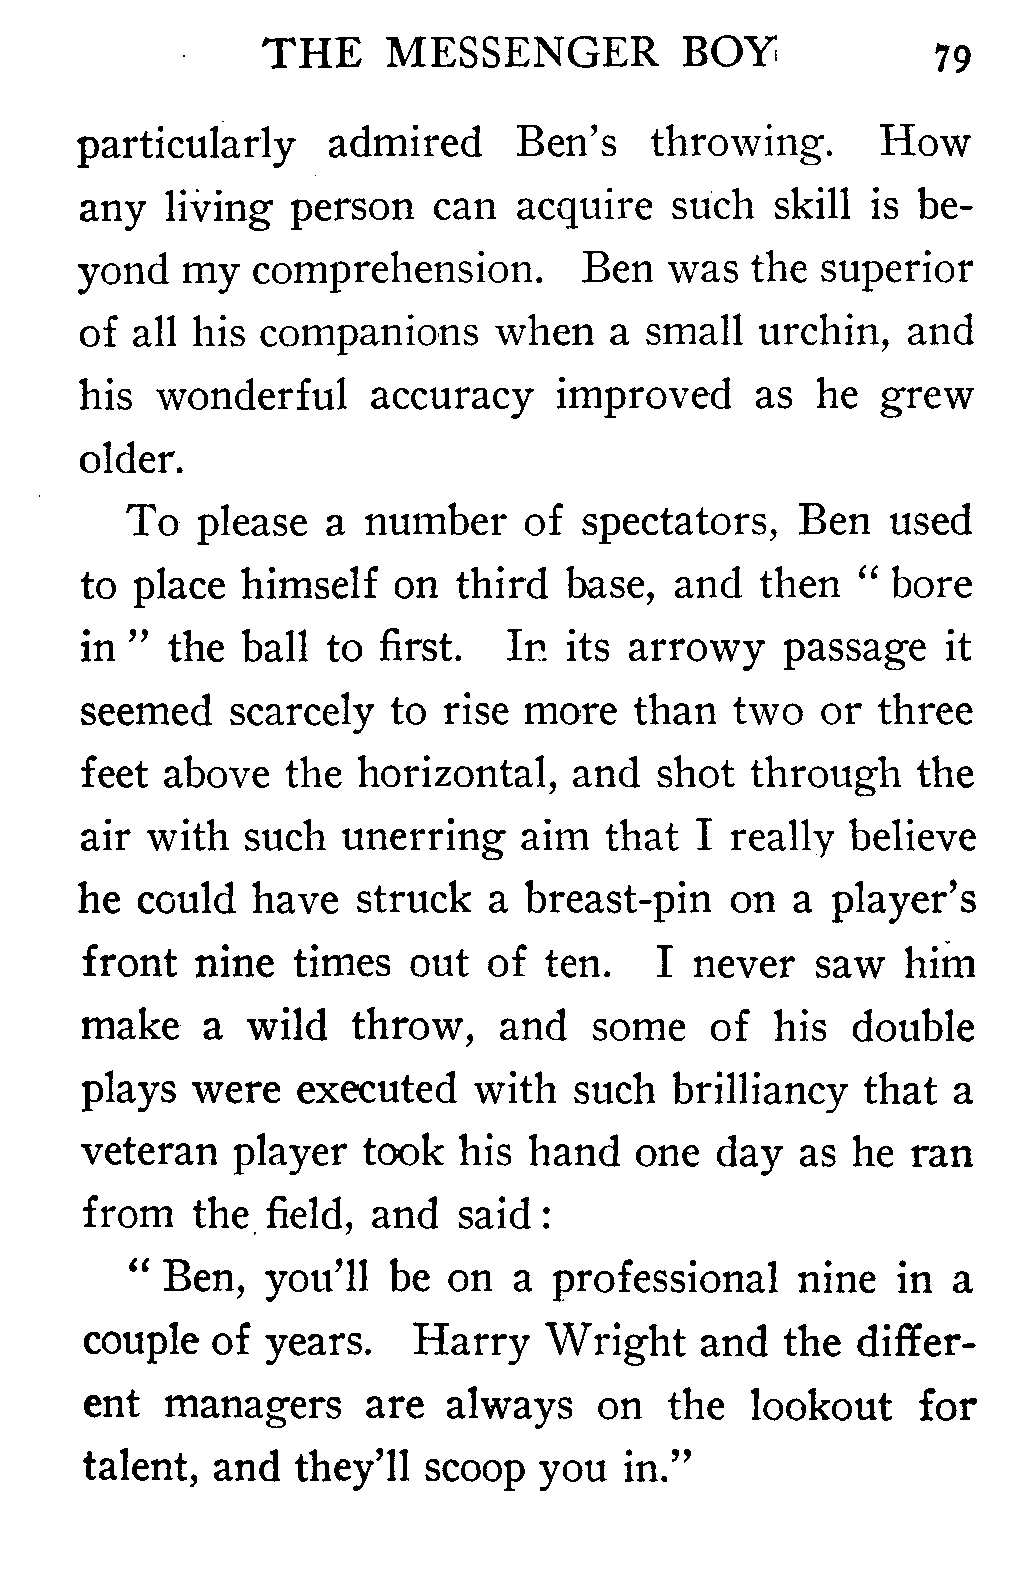 THE MESSENGER BOY 79
particularly admired Ben's throwing. How
any living person can acquire such skill is be-
yond my comprehension. Ben was the superior
of all his companions when a small urchin, and
his wonderful accuracy improved as he grew
older.
To please a number of spectators, Ben used
to place himself on third base, and then " bore
in " the ball to first. In its arrowy passage it
seemed scarcely to rise more than two or three
feet above the horizontal, and shot through the
air with such unerring aim that I really believe
he could have struck a breast-pin on a player's
front nine times out of ten. I never saw him
make a wild throw, and some of his double
plays were executed with such brilliancy that a
veteran player took his hand one day as he ran
from the field, and said :
" Ben, you'll be on a professional nine in a
couple of years. Harry Wright and the differ-
ent managers are always on the lookout for
talent, and they'll scoop you in."